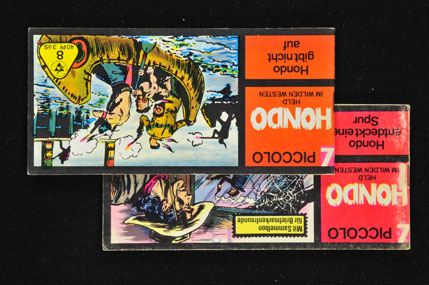 PICCOLO
HONDO
HELD
IM WILDEN WESTEN
Hondo
gibt nicht
auf
8
PICCOLO
HONDO
HELD
IM WILDEN WESTEN
Hondo
entdeckt eine
Spur
Mit Sammelbon
für Briefmarkenfreunde